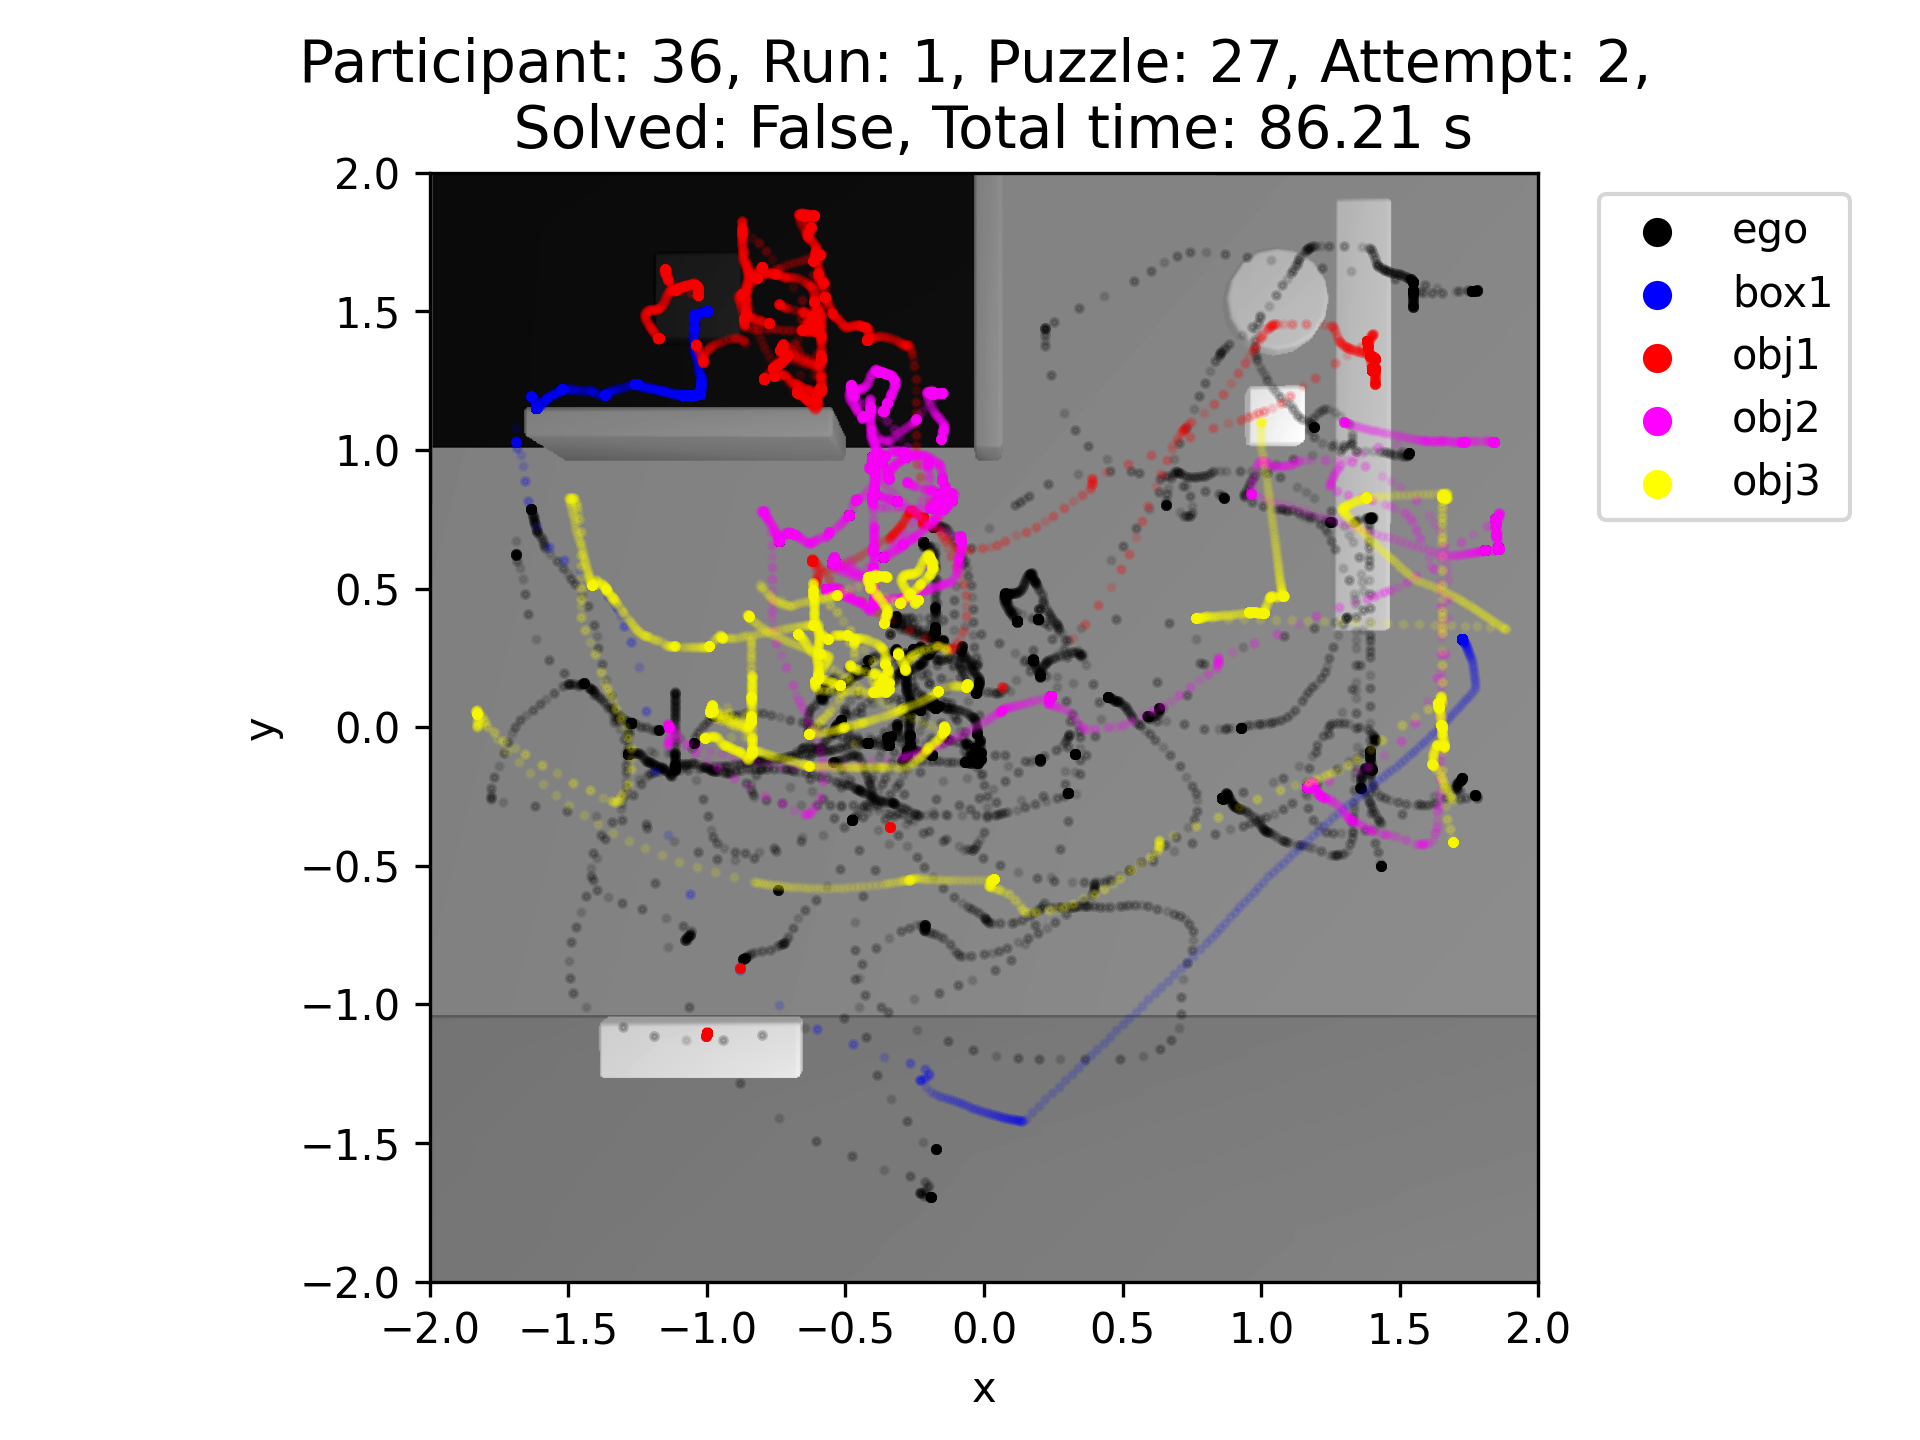 Participant: 36, Run: 1, Puzzle: 27, Attempt: 2,
Solved: False, Total time: 86.21 s
2.0
1.5
1.0
0.5
0.0
−0.5
−1.0
−1.5
−2.0
y
−2.0 −1.5 −1.0 −0.5 0.0 0.5 1.0 1.5 2.0
x
ego
box1
obj1
obj2
obj3